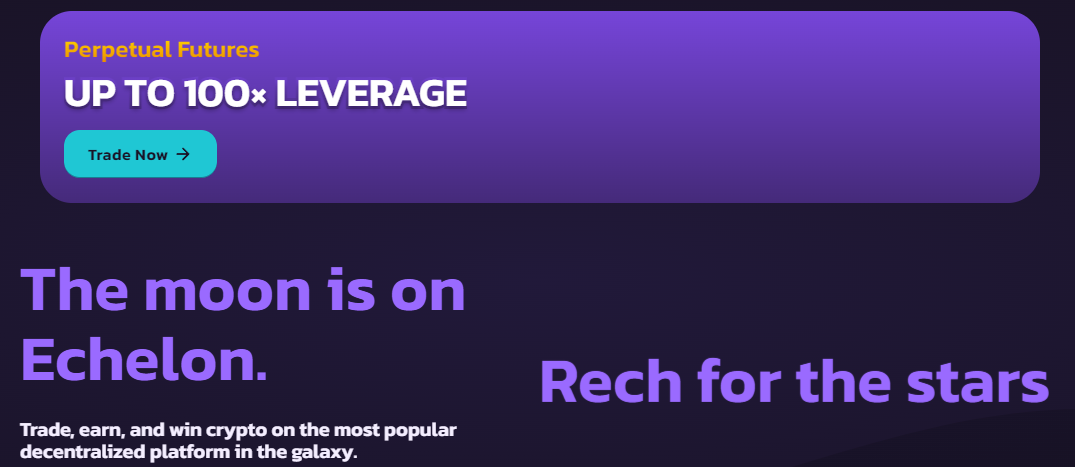 Perpetual Futures
UP TO 100× LEVERAGE
Trade Now →
The moon is on
Echelon.
Rech for the stars
Trade, earn, and win crypto on the most popular
decentralized platform in the galaxy.